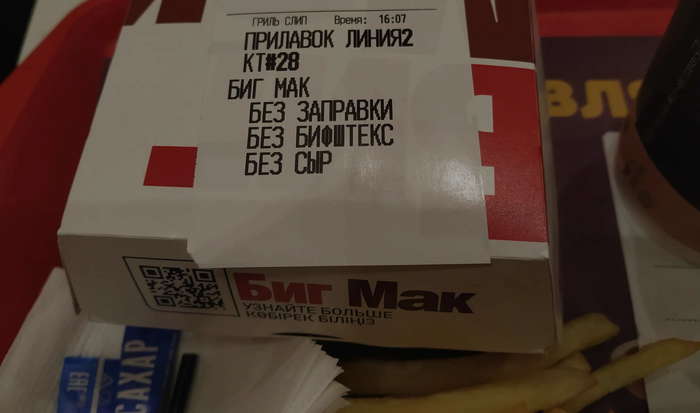 ГРИЛЬ СЛИП Время: 16:07
ПРИЛАВОК ЛИНИЯ2
КТ#28
БИГ МАК
БЕЗ ЗАПРАВКИ
БЕЗ БИФШТЕКС
БЕЗ СЫР
Биг Мак
УЗНАЙТЕ БОЛЬШЕ
КӨБІРЕК БІЛІҢІЗ
САХАР